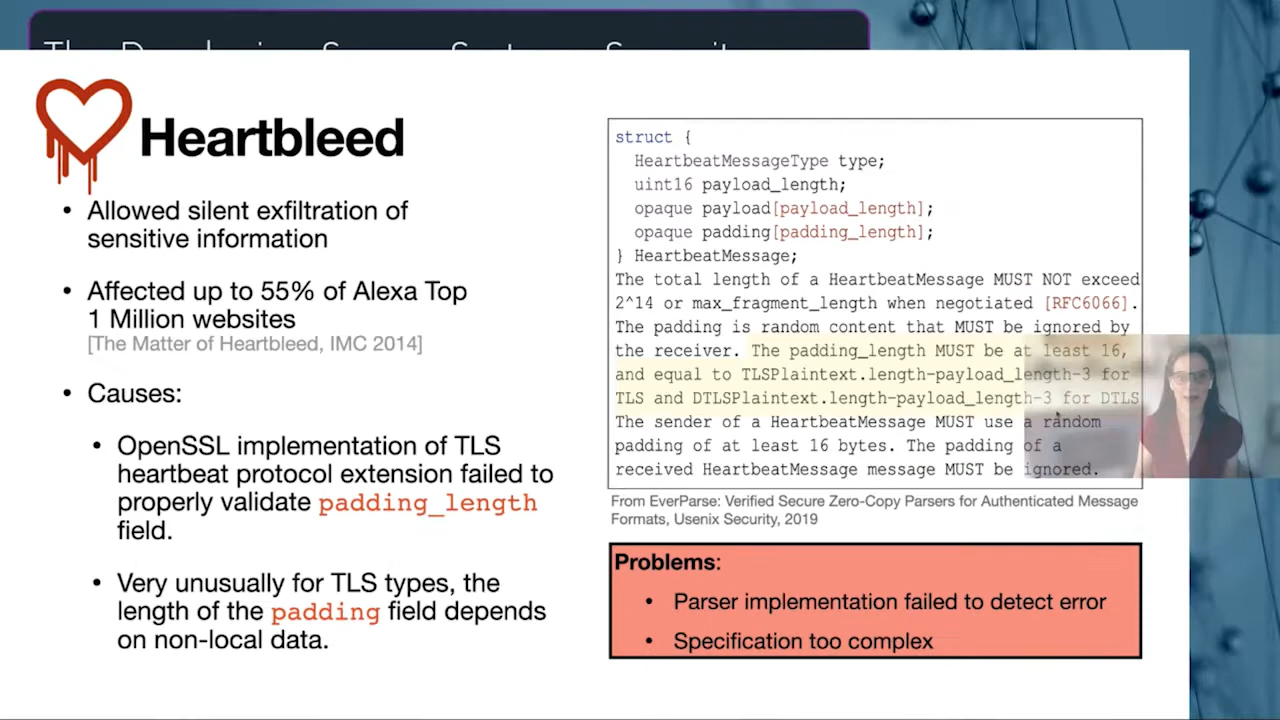 Heartbleed
• Allowed silent exfiltration of
sensitive information
• Affected up to 55% of Alexa Top
1 Million websites
[The Matter of Heartbleed, IMC 2014]
• Causes:
• OpenSSL implementation of TLS
heartbeat protocol extension failed to
properly validate padding_length
field.
• Very unusually for TLS types, the
length of the padding field depends
on non-local data.
struct {
HeartbeatMessageType type;
uint16 payload_length;
opaque payload[payload_length];
opaque padding[padding_length];
} HeartbeatMessage;
The total length of a HeartbeatMessage MUST NOT exceed
2^14 or max_fragment_length when negotiated [RFC6066].
The padding is random content that MUST be ignored by
the receiver. The padding_length MUST be at least 16,
and equal to TLSPlaintext.length-payload_length-3 for
TLS and DTLSPlaintext.length-payload_length-3 for DTLS
The sender of a HeartbeatMessage MUST use a random
padding of at least 16 bytes. The padding of a
received HeartbeatMessage message MUST be ignored.
From EverParse: Verified Secure Zero-Copy Parsers for Authenticated Message
Formats, Usenix Security, 2019
Problems:
• Parser implementation failed to detect error
• Specification too complex